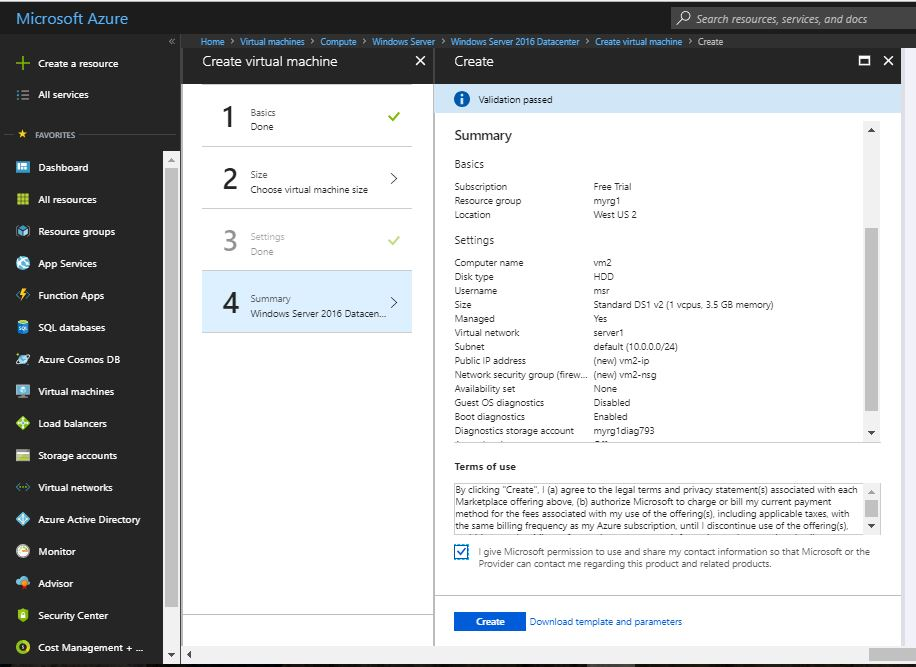 Microsoft Azure
Search resources, services, and docs
Home > Virtual machines > Compute > Windows Server > Windows Server 2016 Datacenter > Create virtual machine > Create
Create a resource
All services
FAVORITES
Dashboard
All resources
Resource groups
App Services
Function Apps
SQL databases
Azure Cosmos DB
Virtual machines
Load balancers
Storage accounts
Virtual networks
Azure Active Directory
Monitor
Advisor
Security Center
Cost Management + ...
Create virtual machine
1 Basics
Done
2 Size
Choose virtual machine size
3 Settings
Done
4 Summary
Windows Server 2016 Datacen...
Create
Validation passed
Summary
Basics
Subscription Free Trial
Resource group myrg1
Location West US 2
Settings
Computer name vm2
Disk type HDD
Username msr
Size Standard DS1 v2 (1 vcpus, 3.5 GB memory)
Managed Yes
Virtual network server1
Subnet default (10.0.0.0/24)
Public IP address (new) vm2-ip
Network security group (firew... (new) vm2-nsg
Availability set None
Guest OS diagnostics Disabled
Boot diagnostics Enabled
Diagnostics storage account myrg1diag793
Terms of use
By clicking "Create", I (a) agree to the legal terms and privacy statement(s) associated with each
Marketplace offering above, (b) authorize Microsoft to charge or bill my current payment
method for the fees associated with my use of the offering(s), including applicable taxes, with
the same billing frequency as my Azure subscription, until I discontinue use of the offering(s),
I give Microsoft permission to use and share my contact information so that Microsoft or the
Provider can contact me regarding this product and related products.
Create
Download template and parameters